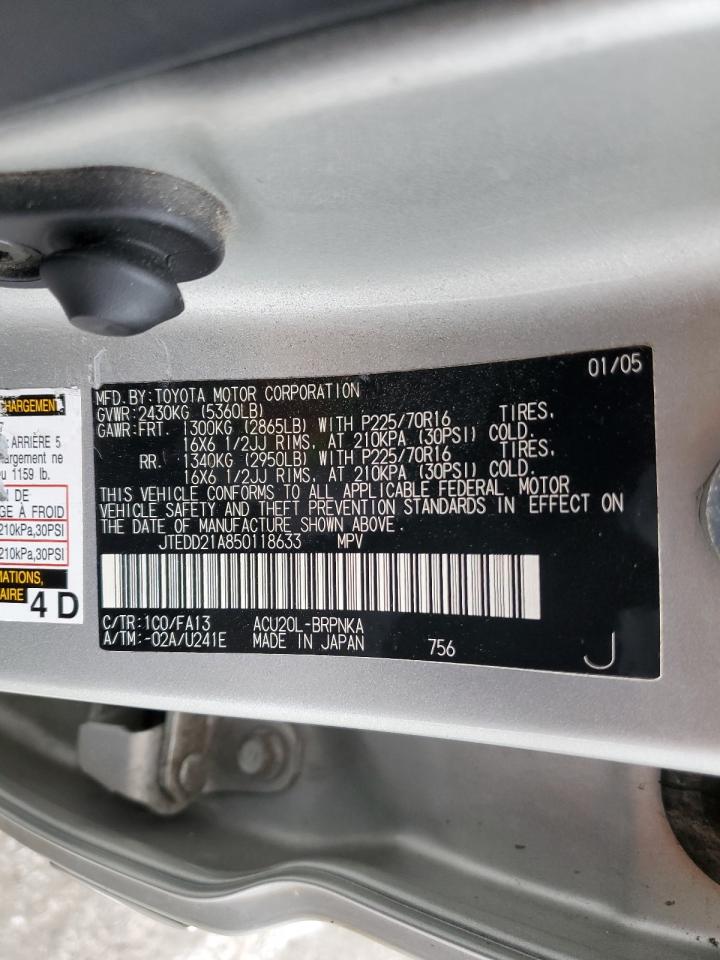 01/05
MFD. BY: TOYOTA MOTOR CORPORATION
GVWR: 2430KG (5360LB)
GAWR: FRT. 1300KG (2865LB) WITH P225/70R16 TIRES.
16X6 1/2JJ RIMS. AT 210KPA (30PSI) COLD.
RR. 1340KG (2950LB) WITH P225/70R16 TIRES.
16X6 1/2JJ RIMS. AT 210KPA (30PSI) COLD.
THIS VEHICLE CONFORMS TO ALL APPLICABLE FEDERAL MOTOR
VEHICLE SAFETY AND THEFT PREVENTION STANDARDS IN EFFECT ON
THE DATE OF MANUFACTURE SHOWN ABOVE.
JTEDD21A850118633 MPV
C/TR: 1C0/FA13 ACU20L-BRPNKA
A/TM: -02A/U241E MADE IN JAPAN 756
J
CHARGEMENT
ARRIÈRE 5
hargement ne
1159 lb.
DE
GE À FROID
210kPa,30PSI
210kPa,30PSI
MATIONS,
AIRE
4 D